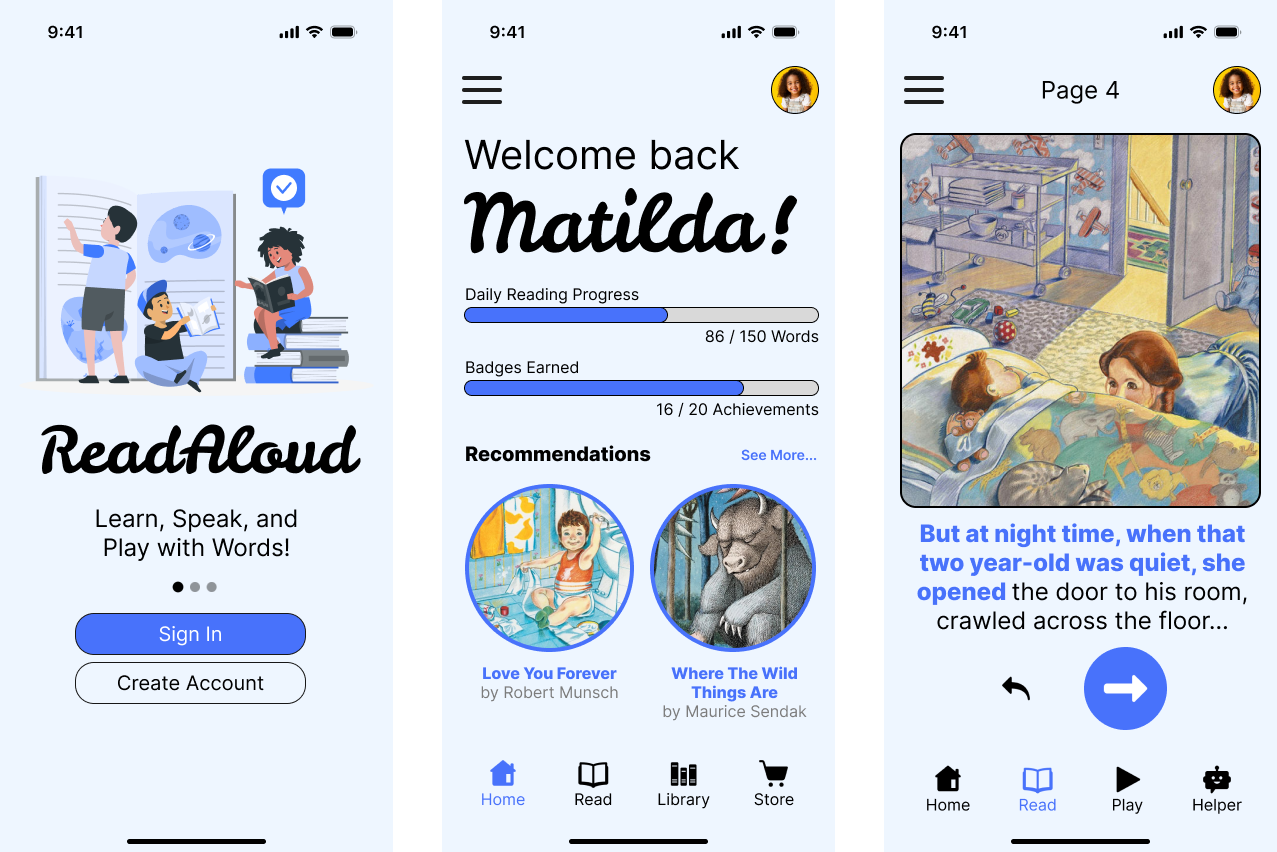 9:41
ReadAloud
Learn, Speak, and
Play with Words!
Sign In
Create Account
9:41
Welcome back
Matilda!
Daily Reading Progress
86 / 150 Words
Badges Earned
16 / 20 Achievements
Recommendations
See More...
Love You Forever
by Robert Munsch
Where The Wild
Things Are
by Maurice Sendak
Home
Read
Library
Store
9:41
Page 4
But at night time, when that
two year-old was quiet, she
opened the door to his room,
crawled across the floor...
Home
Read
Play
Helper